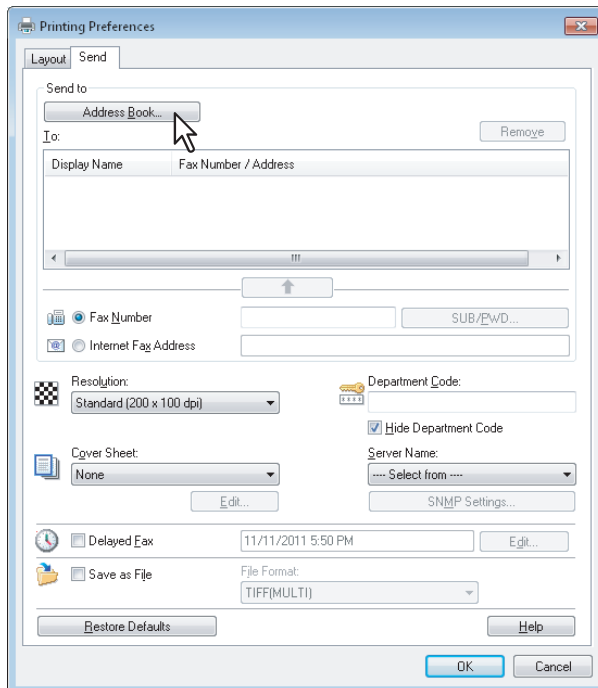 Printing Preferences
Layout Send
Send to
Address Book...
To:
Remove
Display Name Fax Number / Address
Fax Number
SUB/PWD...
Internet Fax Address
Resolution:
Standard (200 x 100 dpi)
Department Code:
Hide Department Code
Cover Sheet:
None
Edit...
Server Name:
---- Select from ----
SNMP Settings...
Delayed Fax
11/11/2011 5:50 PM
Edit...
Save as File
File Format:
TIFF(MULTI)
Restore Defaults
Help
OK
Cancel